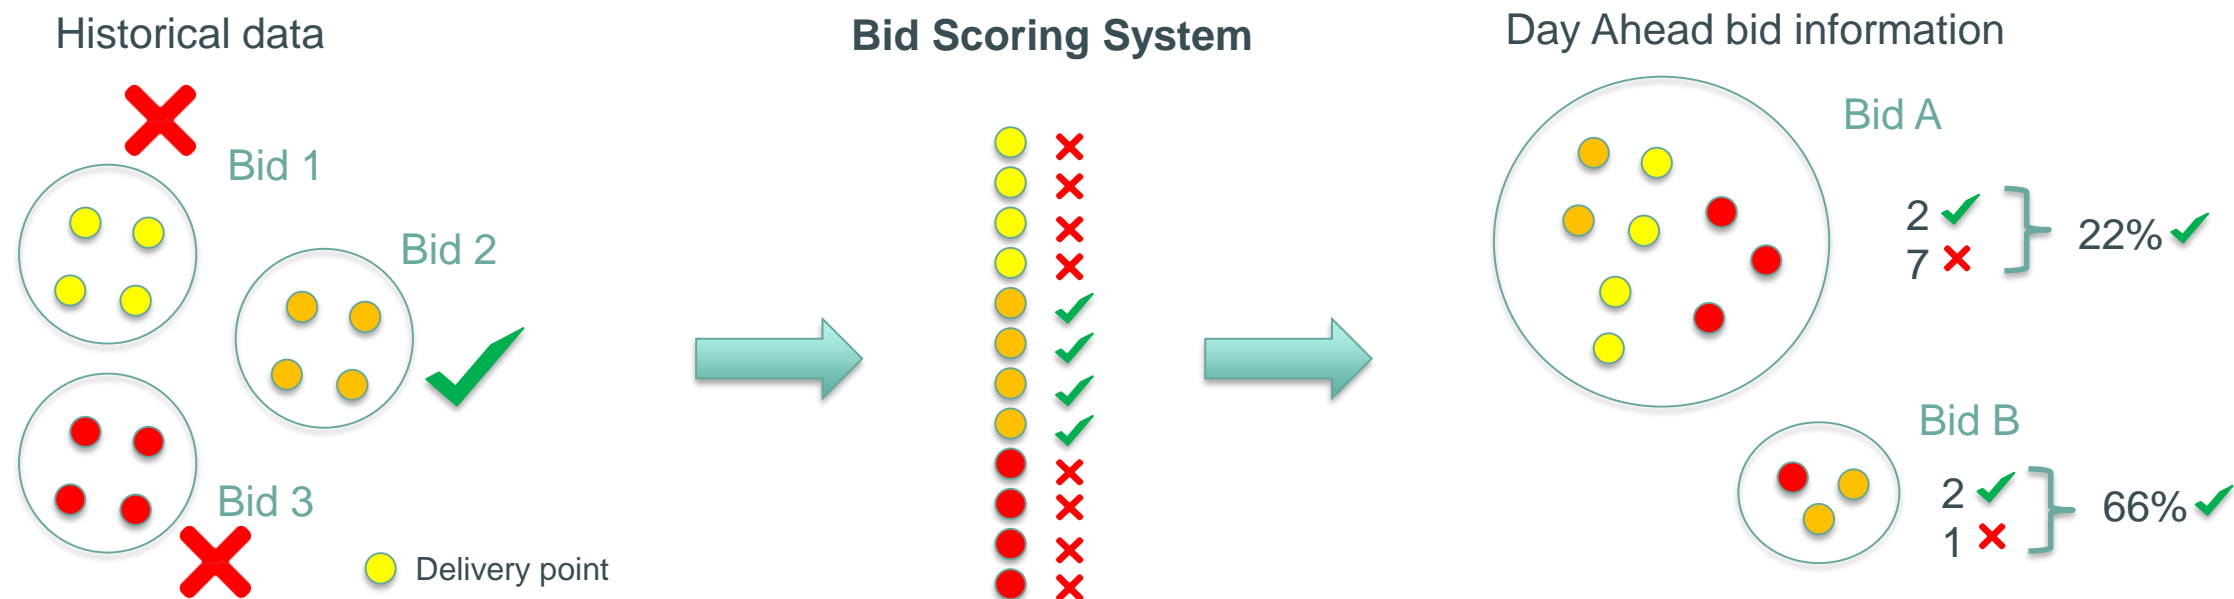 Historical data
Bid Scoring System
Day Ahead bid information
Bid 1
Bid 2
Bid 3
Delivery point
Bid A
2
7
22%
Bid B
2
1
66%